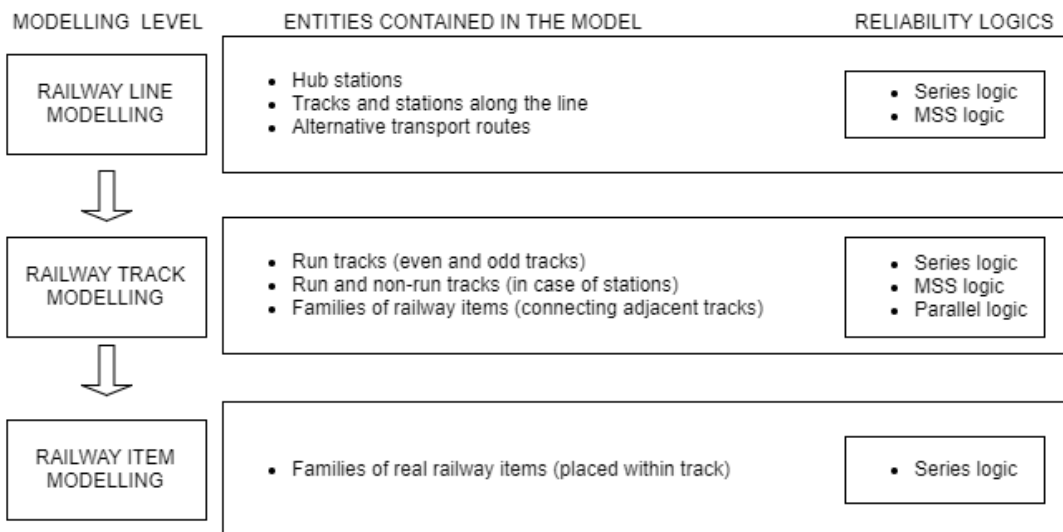 MODELLING LEVEL
ENTITIES CONTAINED IN THE MODEL
RELIABILITY LOGICS
RAILWAY LINE
MODELLING
• Hub stations
• Tracks and stations along the line
• Alternative transport routes
• Series logic
• MSS logic
RAILWAY TRACK
MODELLING
• Run tracks (even and odd tracks)
• Run and non-run tracks (in case of stations)
• Families of railway items (connecting adjacent tracks)
• Series logic
• MSS logic
• Parallel logic
RAILWAY ITEM
MODELLING
• Families of real railway items (placed within track)
• Series logic